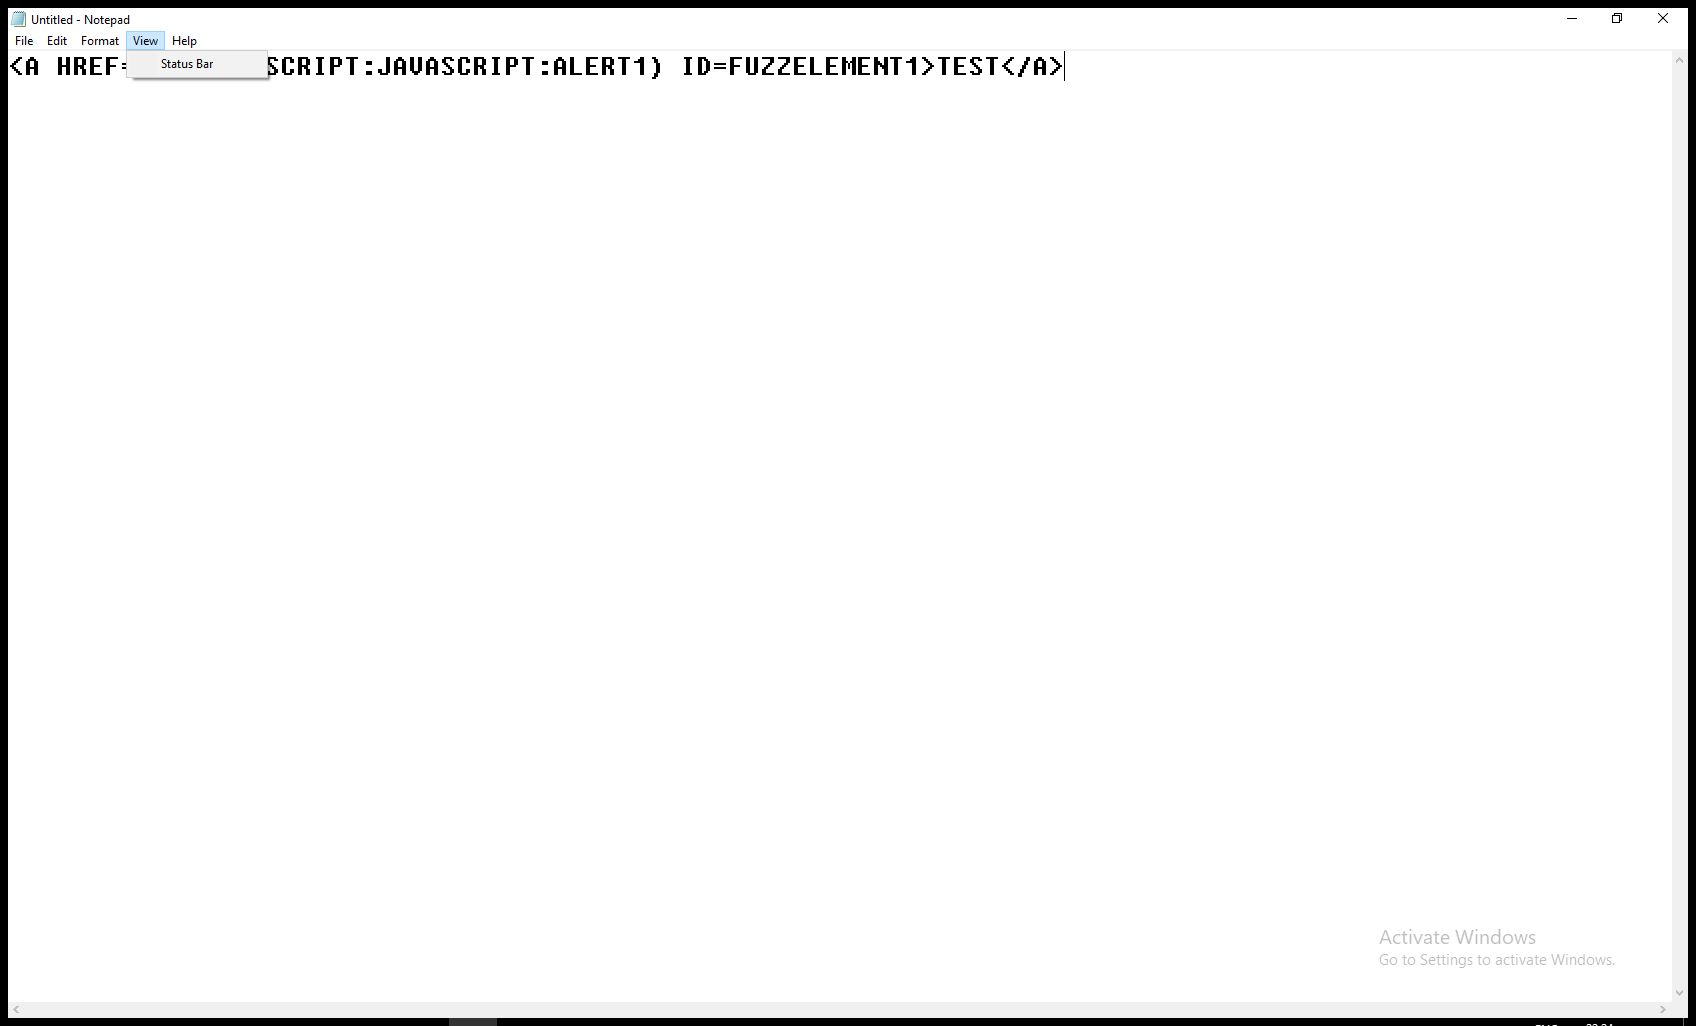 Untitled - Notepad
File Edit Format View Help
Status Bar
<A HREF= SCRIPT:JAVASCRIPT:ALERT1) ID=FUZZELEMENT1>TEST</A>
Activate Windows
Go to Settings to activate Windows.